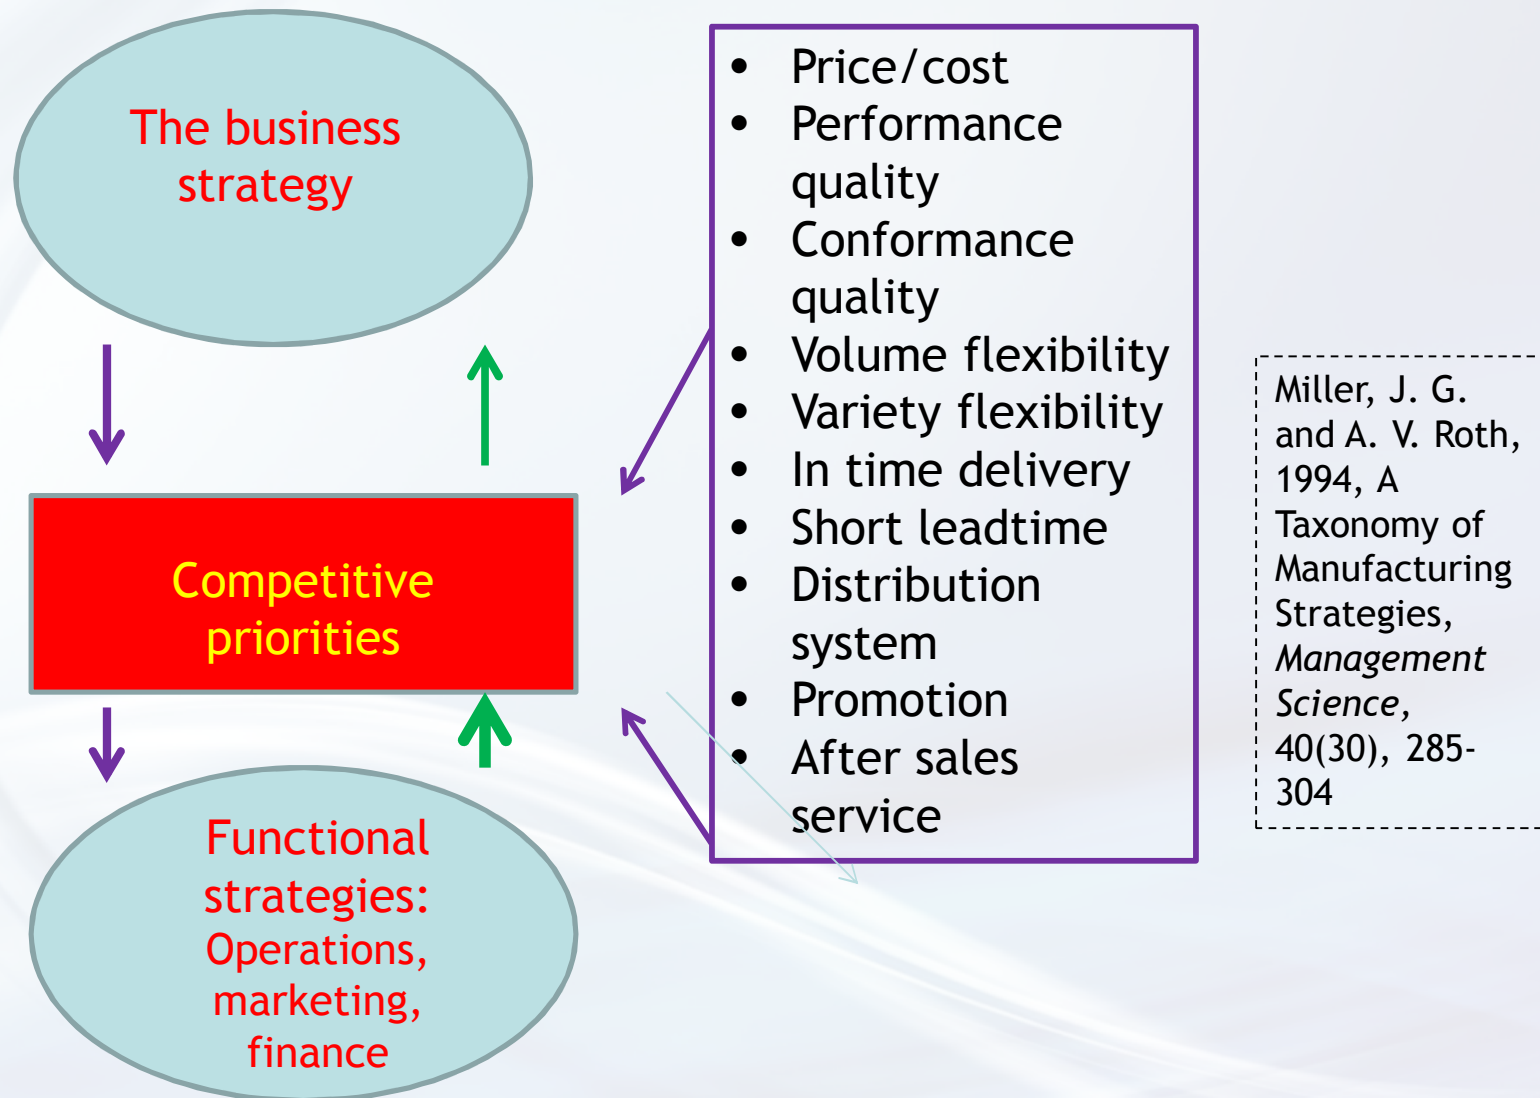 The business
strategy
Competitive
priorities
Functional
strategies:
Operations,
marketing,
finance
• Price/cost
• Performance
quality
• Conformance
quality
• Volume flexibility
• Variety flexibility
• In time delivery
• Short leadtime
• Distribution
system
• Promotion
• After sales
service
Miller, J. G.
and A. V. Roth,
1994, A
Taxonomy of
Manufacturing
Strategies,
Management
Science,
40(30), 285-
304